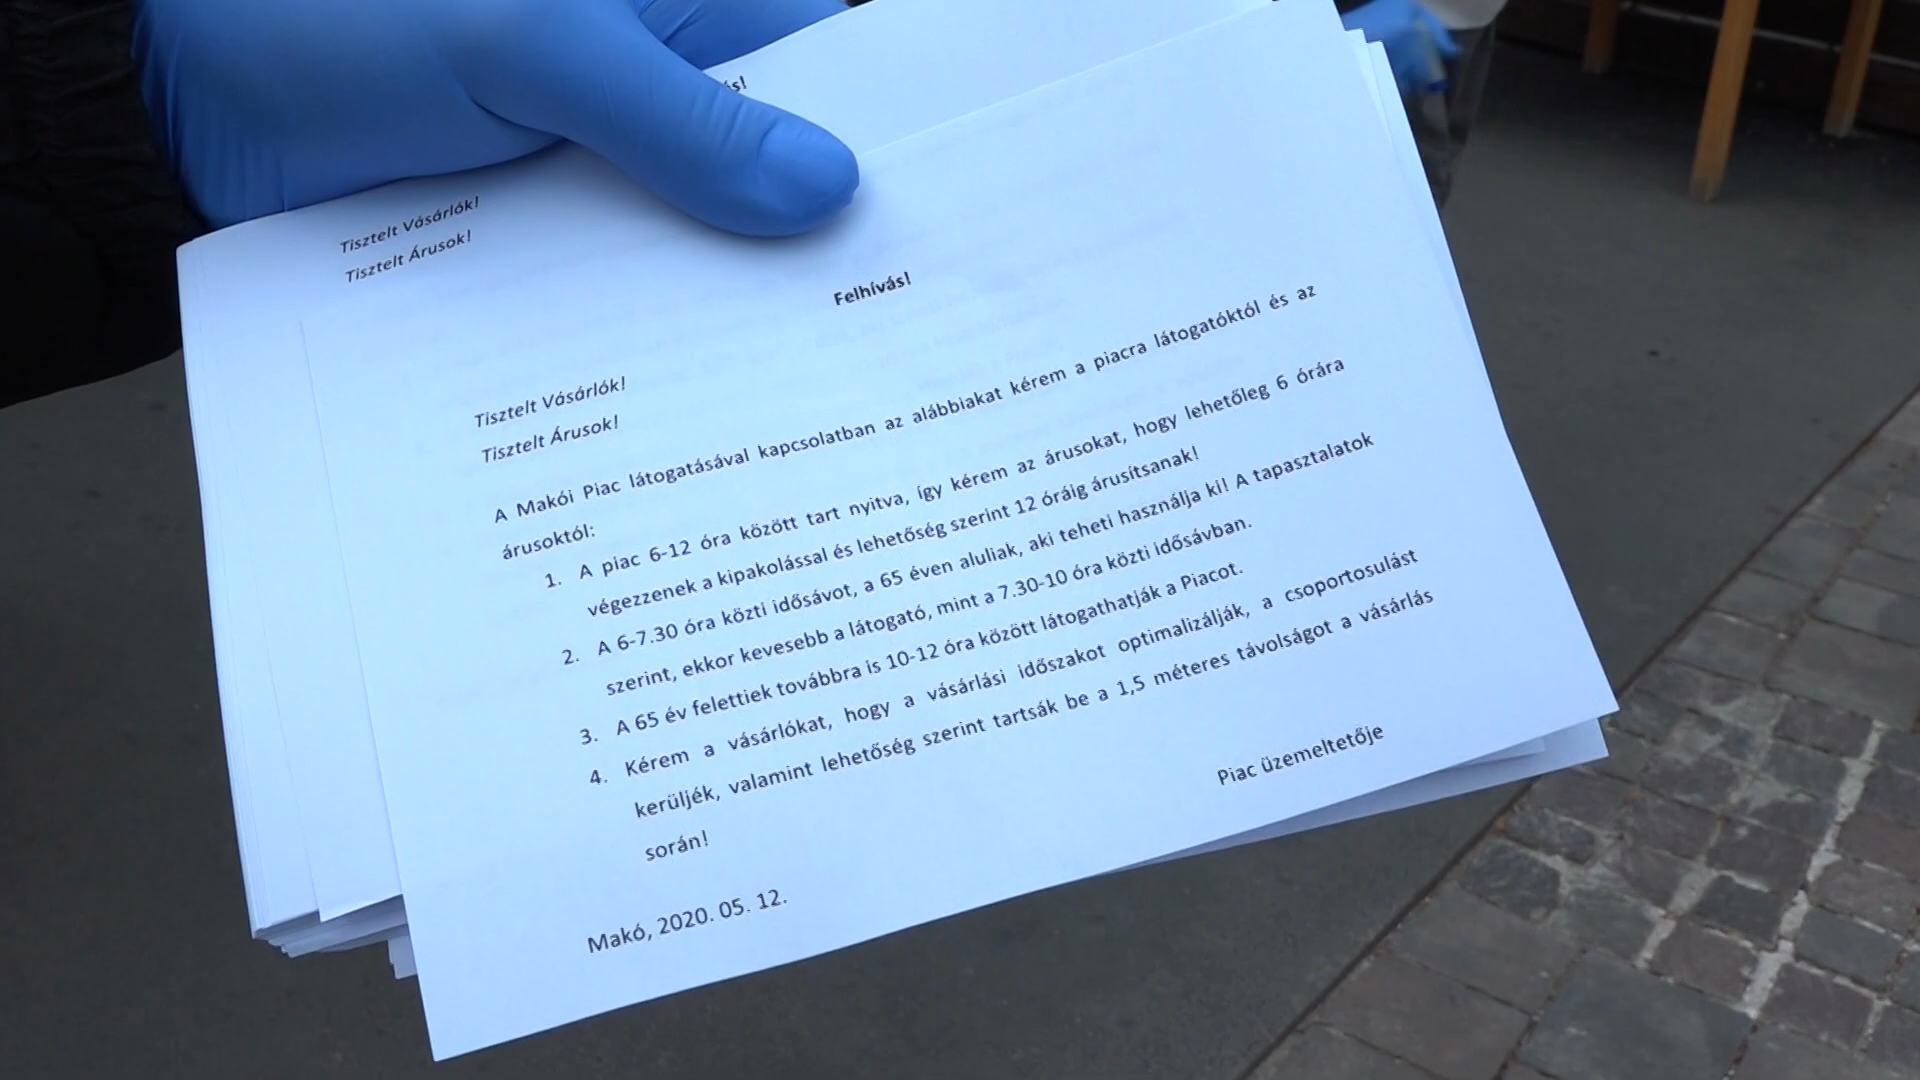 ás!
Tisztelt Vásárlók!
Tisztelt Árusok!
Felhívás!
Tisztelt Vásárlók!
Tisztelt Árusok!
A Makói Piac látogatásával kapcsolatban az alábbiakat kérem a piacra látogatóktól és az
árusoktól:
1. A piac 6-12 óra között tart nyitva, így kérem az árusokat, hogy lehetőleg 6 órára
végezzenek a kipakolással és lehetőség szerint 12 óráig árusítsanak!
2. A 6-7.30 óra közti idősávot, a 65 éven aluliak, aki teheti használja ki! A tapasztalatok
szerint, ekkor kevesebb a látogató, mint a 7.30-10 óra közti idősávban.
3. A 65 év felettiek továbbra is 10-12 óra között látogathatják a Piacot.
4. Kérem a vásárlókat, hogy a vásárlási időszakot optimalizálják, a csoportosulást
kerüljék, valamint lehetőség szerint tartsák be a 1,5 méteres távolságot a vásárlás
során!
Piac üzemeltetője
Makó, 2020. 05. 12.